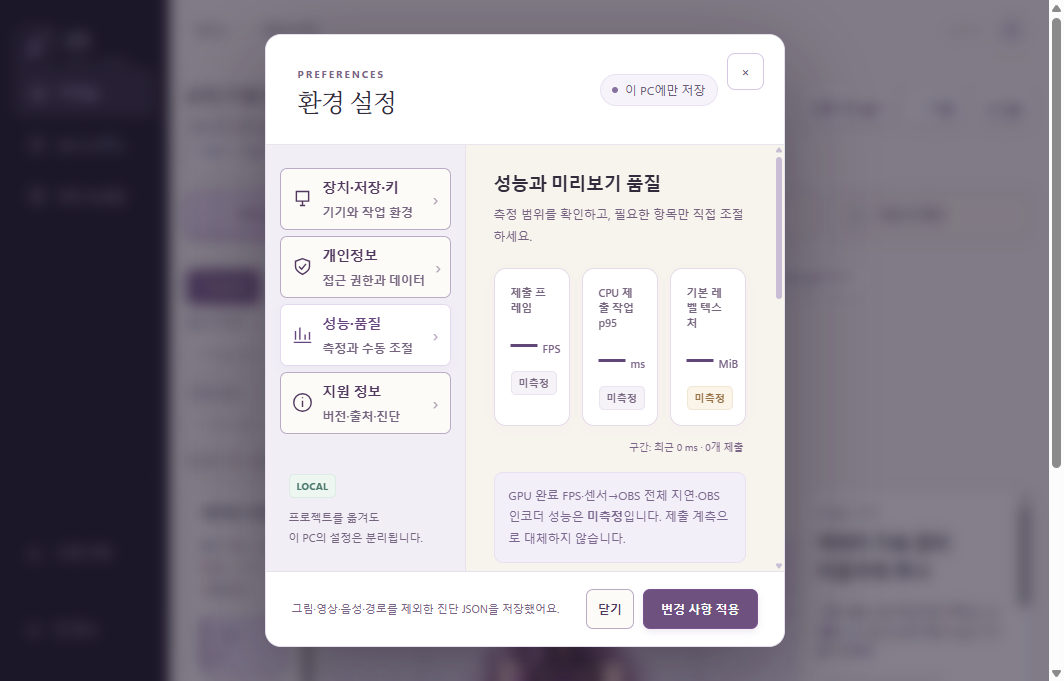 PREFERENCES
환경 설정
이 PC에만 저장
×
장치·저장·키
기기와 작업 환경
개인정보
접근 권한과 데이터
성능·품질
측정과 수동 조절
지원 정보
버전·출처·진단
LOCAL
프로젝트를 옮겨도
이 PC의 설정은 분리됩니다.
성능과 미리보기 품질
측정 범위를 확인하고, 필요한 항목만 직접 조절
하세요.
제출 프
레임
— FPS
미측정
CPU 제
출 작업
p95
— ms
미측정
기본 레
벨 텍스
처
— MiB
미측정
구간: 최근 0 ms · 0개 제출
GPU 완료 FPS·센서→OBS 전체 지연·OBS
인코더 성능은 미측정입니다. 제출 계측으
로 대체하지 않습니다.
그림·영상·음성·경로를 제외한 진단 JSON을 저장했어요.
닫기
변경 사항 적용